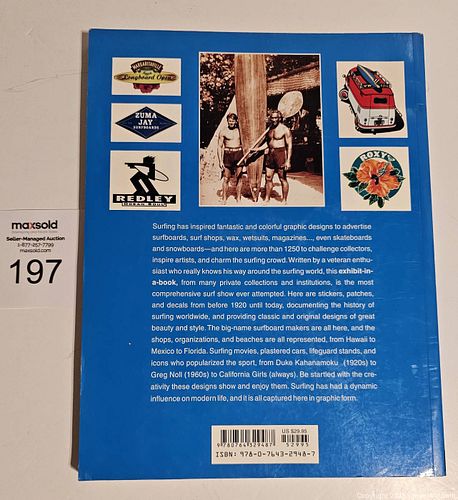 MARGARITAVILLE
Longboard Open
ZUMA
JAY
SURFBOARDS
REDLEY
ROXY
maxsold
Seller-Managed Auction
1-877-257-7799
maxsold.com
197
Surfing has inspired fantastic and colorful graphic designs to advertise
surfboards, surf shops, wax, wetsuits, magazines..., even skateboards
and snowboards—and here are more than 1250 to challenge collectors,
inspire artists, and charm the surfing crowd. Written by a veteran enthu-
siast who really knows his way around the surfing world, this exhibit-in-
a-book, from many private collections and institutions, is the most
comprehensive surf show ever attempted. Here are stickers, patches,
and decals from before 1920 until today, documenting the history of
surfing worldwide, and providing classic and original designs of great
beauty and style. The big-name surfboard makers are all here, and the
shops, organizations, and beaches are all represented, from Hawaii to
Mexico to Florida. Surfing movies, plastered cars, lifeguard stands, and
icons who popularized the sport, from Duke Kahanamoku (1920s) to
Greg Noll (1960s) to California Girls (always). Be startled with the cre-
ativity these designs show and enjoy them. Surfing has had a dynamic
influence on modern life, and it is all captured here in graphic form.
US $29.95
9 780764 329487
52995
ISBN: 978-0-7643-2948-7